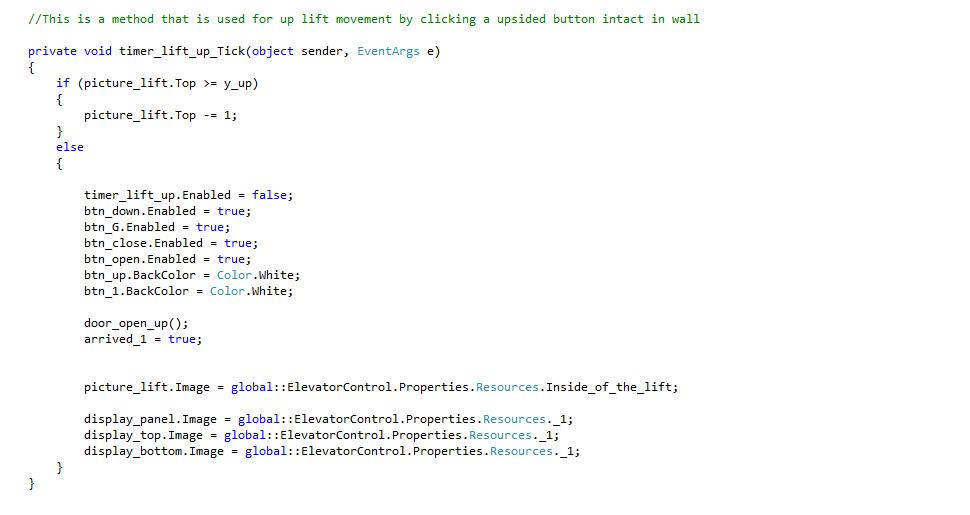 //This is a method that is used for up lift movement by clicking a upsided button intact in wall
private void timer_lift_up_Tick(object sender, EventArgs e)
{
if (picture_lift.Top >= y_up)
{
picture_lift.Top -= 1;
}
else
{
timer_lift_up.Enabled = false;
btn_down.Enabled = true;
btn_G.Enabled = true;
btn_close.Enabled = true;
btn_open.Enabled = true;
btn_up.BackColor = Color.White;
btn_1.BackColor = Color.White;
door_open_up();
arrived_1 = true;
picture_lift.Image = global::ElevatorControl.Properties.Resources.Inside_of_the_lift;
display_panel.Image = global::ElevatorControl.Properties.Resources._1;
display_top.Image = global::ElevatorControl.Properties.Resources._1;
display_bottom.Image = global::ElevatorControl.Properties.Resources._1;
}
}